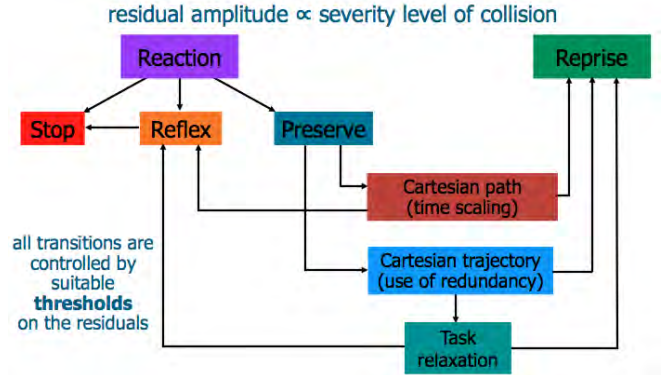 residual amplitude ∝ severity level of collision
Reaction
Reprise
Stop
Reflex
Preserve
Cartesian path
(time scaling)
all transitions are
controlled by
suitable
thresholds
on the residuals
Cartesian trajectory
(use of redundancy)
Task
relaxation